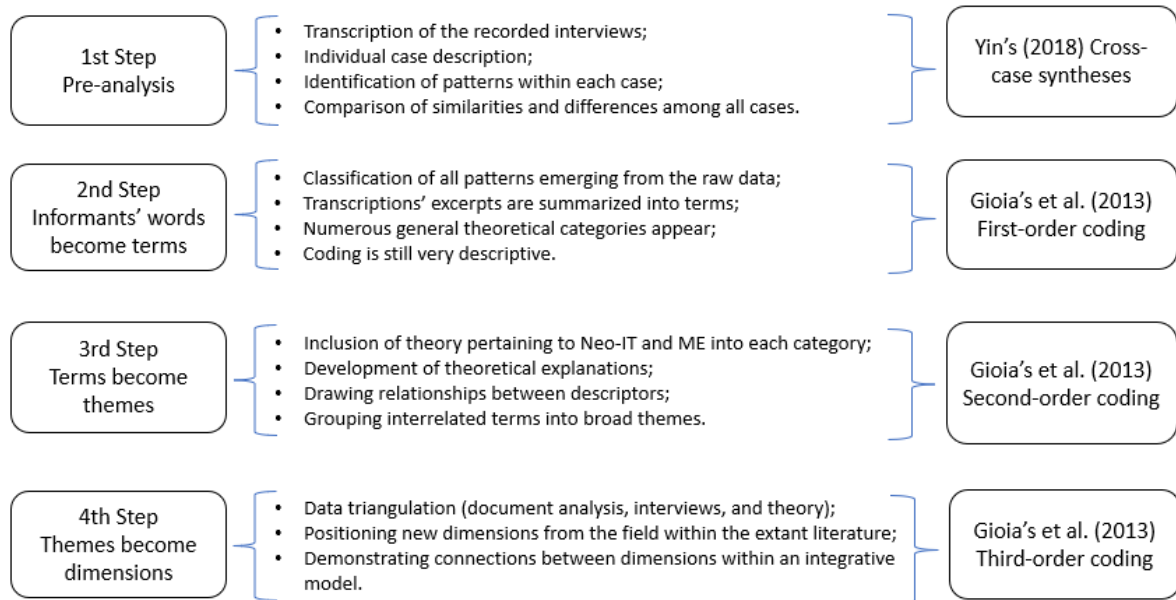 1st Step
Pre-analysis
• Transcription of the recorded interviews;
• Individual case description;
• Identification of patterns within each case;
• Comparison of similarities and differences among all cases.
Yin's (2018) Cross-
case syntheses
2nd Step
Informants' words
become terms
• Classification of all patterns emerging from the raw data;
• Transcriptions' excerpts are summarized into terms;
• Numerous general theoretical categories appear;
• Coding is still very descriptive.
Gioia's et al. (2013)
First-order coding
3rd Step
Terms become
themes
• Inclusion of theory pertaining to Neo-IT and ME into each category;
• Development of theoretical explanations;
• Drawing relationships between descriptors;
• Grouping interrelated terms into broad themes.
Gioia's et al. (2013)
Second-order coding
4th Step
Themes become
dimensions
• Data triangulation (document analysis, interviews, and theory);
• Positioning new dimensions from the field within the extant literature;
• Demonstrating connections between dimensions within an integrative
model.
Gioia's et al. (2013)
Third-order coding